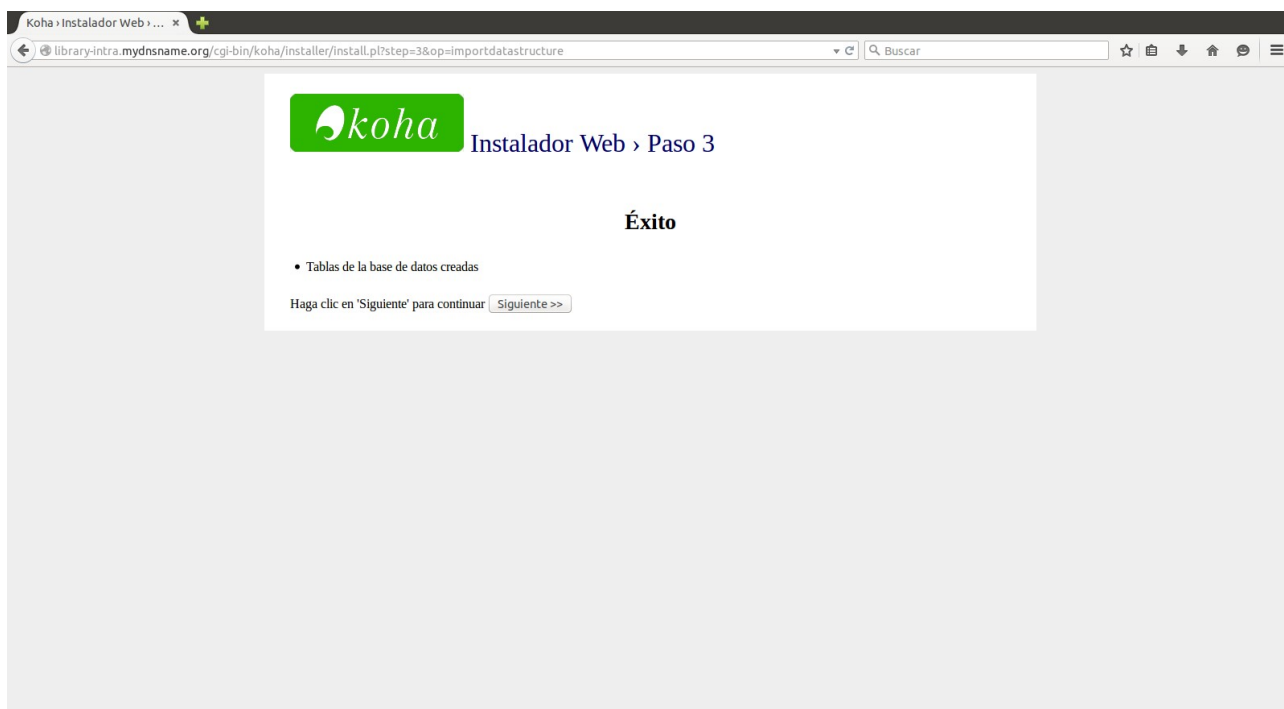 Koha › Instalador Web › ...
library-intra.mydnsname.org/cgi-bin/koha/installer/install.pl?step=3&op=importdatastructure
Buscar
koha
Instalador Web › Paso 3
Éxito
Tablas de la base de datos creadas
Haga clic en 'Siguiente' para continuar Siguiente >>